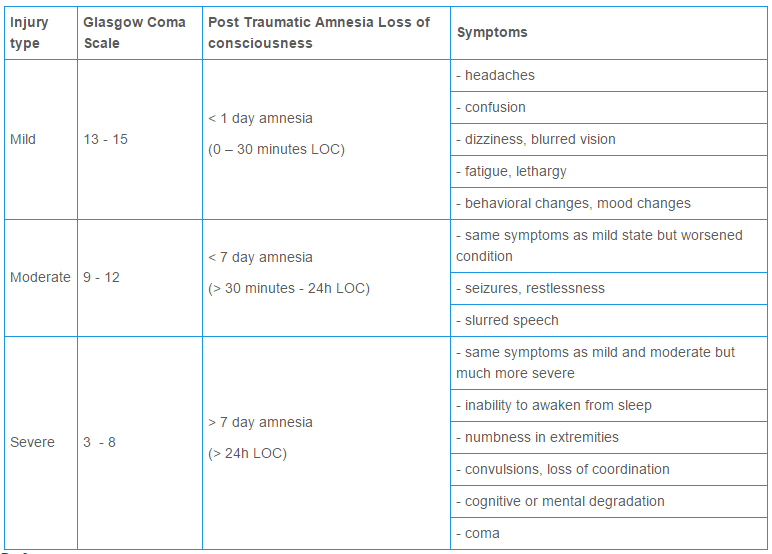 Injury type
Glasgow Coma Scale
Post Traumatic Amnesia Loss of consciousness
Symptoms
Mild
13 - 15
< 1 day amnesia
(0 – 30 minutes LOC)
- headaches
- confusion
- dizziness, blurred vision
- fatigue, lethargy
- behavioral changes, mood changes
Moderate
9 - 12
< 7 day amnesia
(> 30 minutes - 24h LOC)
- same symptoms as mild state but worsened
condition
- seizures, restlessness
- slurred speech
Severe
3 - 8
> 7 day amnesia
(> 24h LOC)
- same symptoms as mild and moderate but
much more severe
- inability to awaken from sleep
- numbness in extremities
- convulsions, loss of coordination
- cognitive or mental degradation
- coma